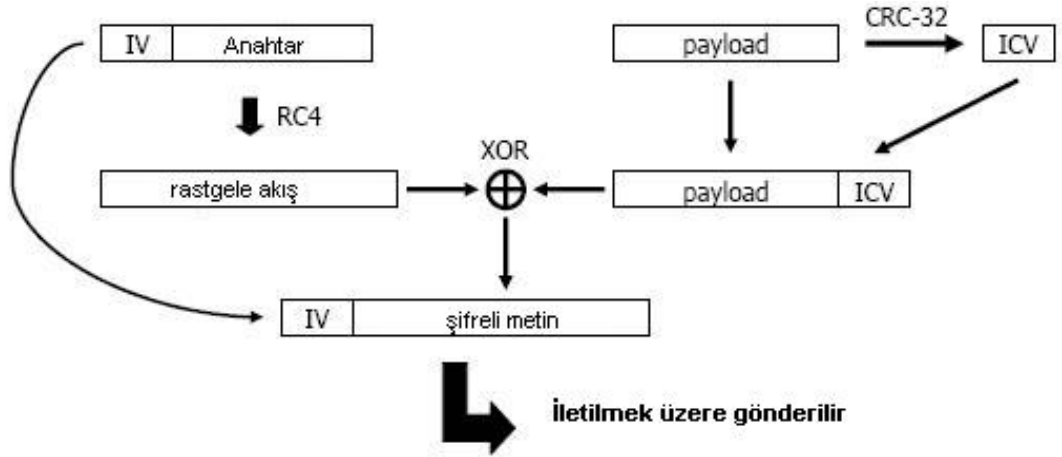 CRC-32
IV Anahtar
payload
ICV
RC4
XOR
rastgele akış
payload ICV
IV şifreli metin
İletilmek üzere gönderilir